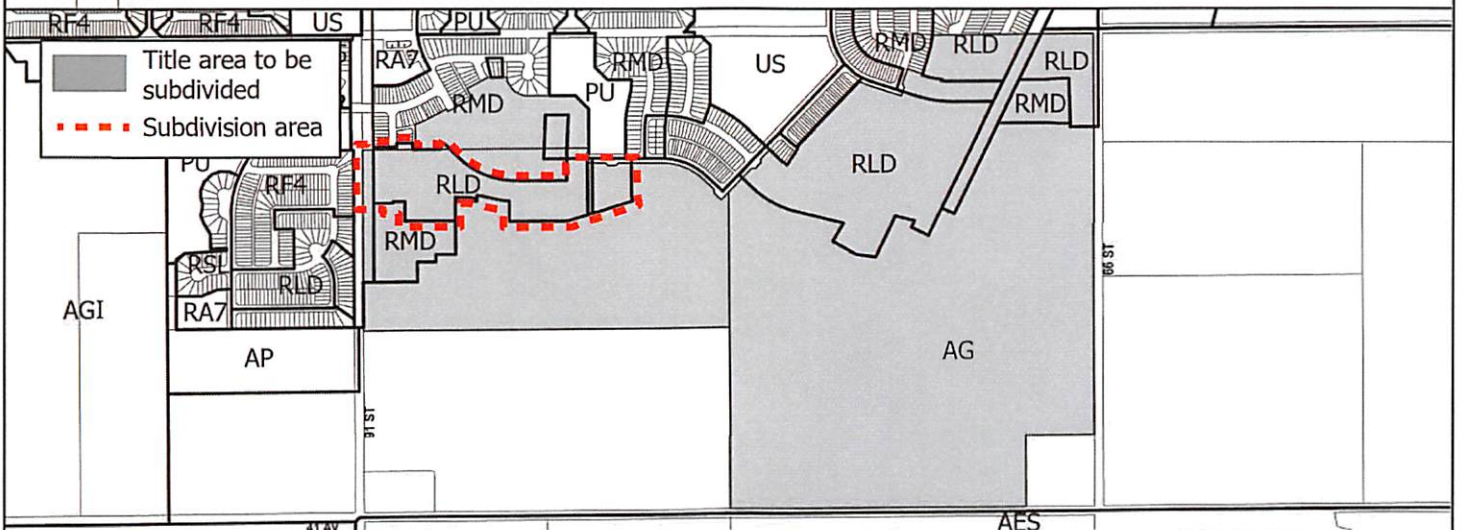 RF4
RF4
US
PU
RMD
RLD
RLD
RA7
RMD
US
Title area to be
subdivided
RMD
PU
RMD
Subdivision area
PU
RLD
RF4
RLD
RMD
RSL
RLD
66 ST
AGI
RA7
AP
AG
91 ST
41 AV
AES